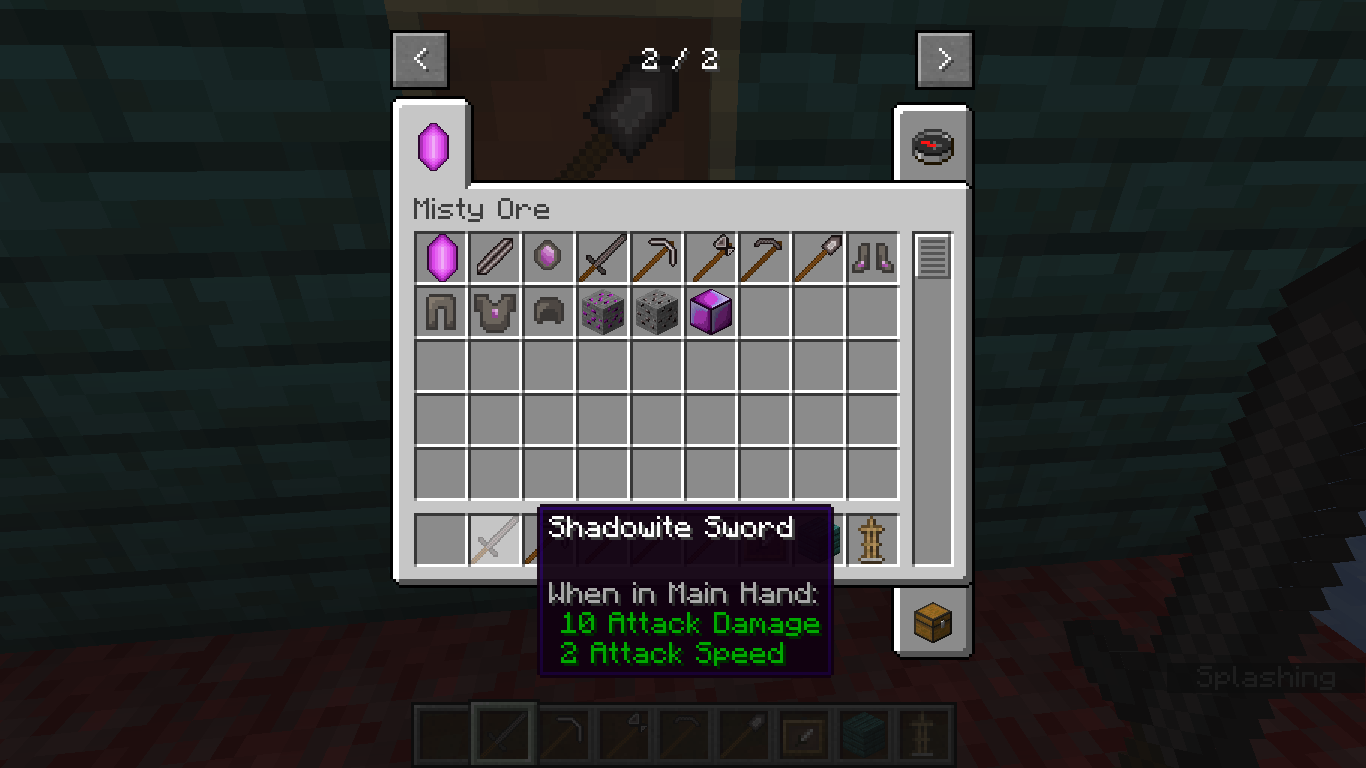 < 2 / 2 >
Misty Ore
Shadowite Sword
When in Main Hand:
10 Attack Damage
2 Attack Speed
Splashing